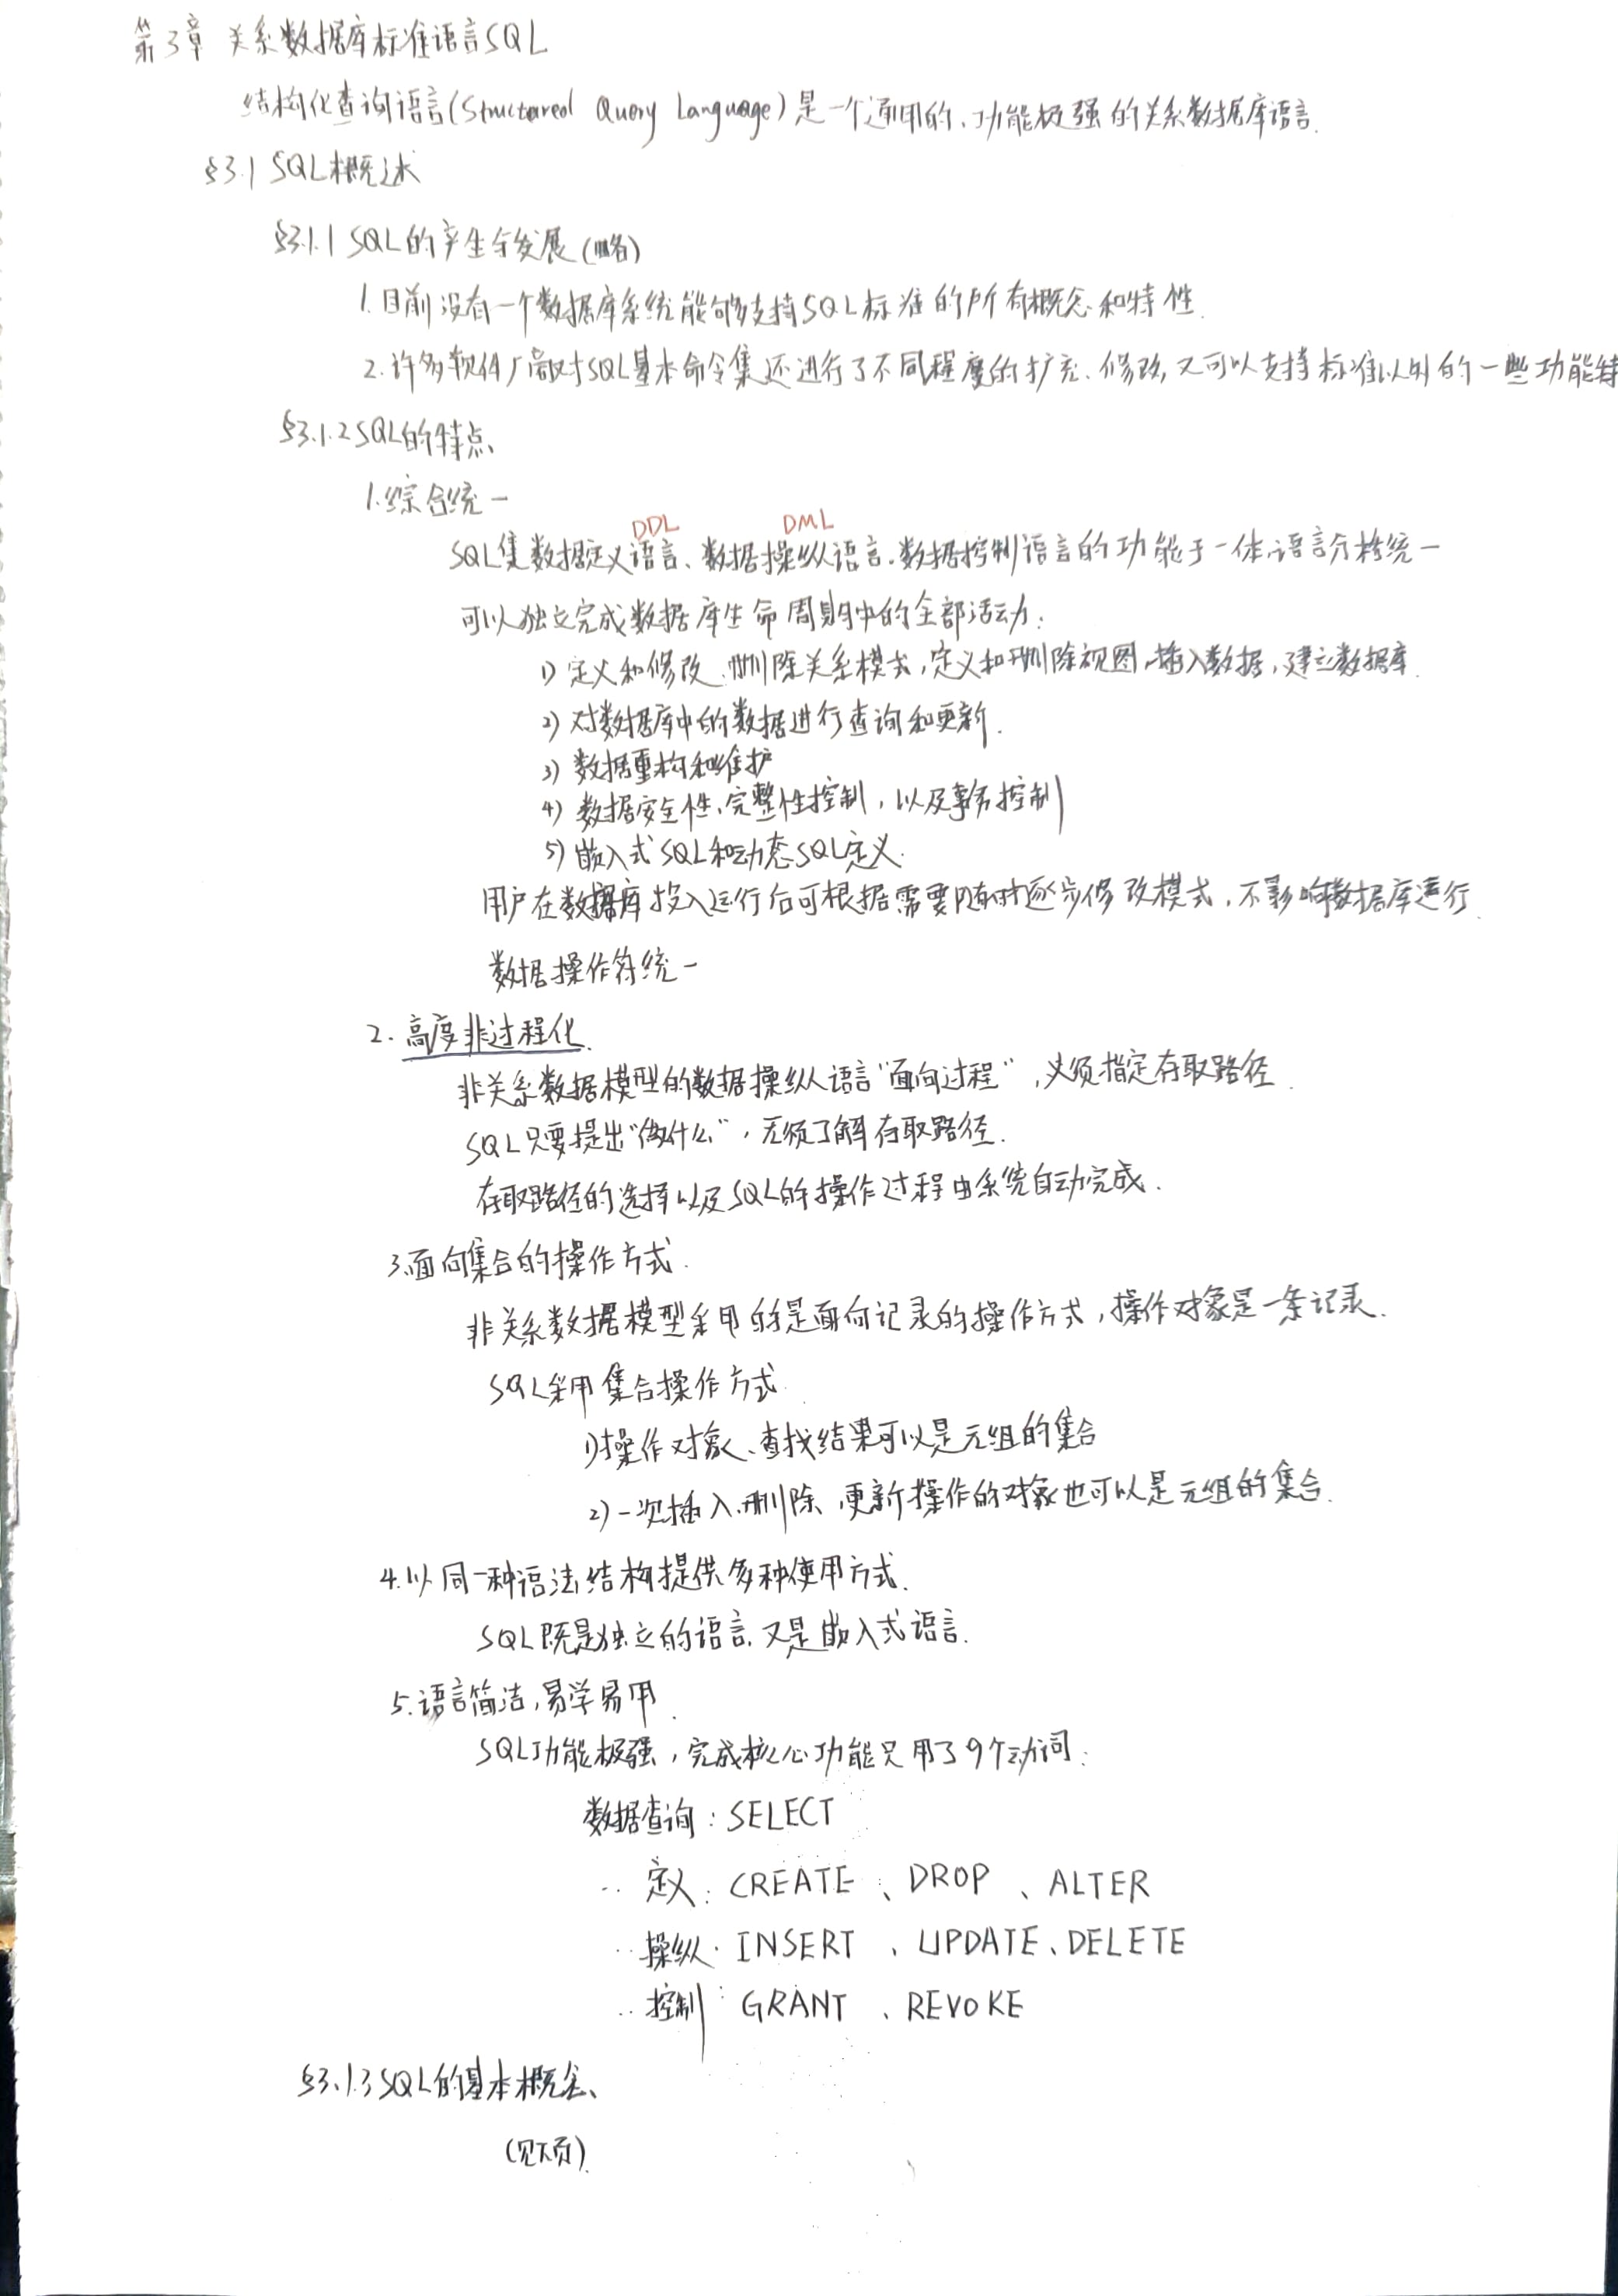 第3章 关系数据库标准语言SQL
结构化查询语言(Structured Query Language)是一个通用的、功能极强的关系数据库语言.
§3.1 SQL概述
§3.1.1 SQL的产生与发展(略)
1.目前没有一个数据库系统能够支持SQL标准的所有概念和特性.
2.许多软件厂商对SQL基本命令集还进行了不同程度的扩充、修改,又可以支持标准以外的一些功能特
§3.1.2 SQL的特点、
1.综合统一
DDL DML
SQL集数据定义语言、数据操纵语言、数据控制语言的功能于一体,语言风格统一
可以独立完成数据库生命周期中的全部活动:
1) 定义和修改、删除关系模式,定义和删除视图,插入数据,建立数据库.
2) 对数据库中的数据进行查询和更新.
3) 数据重构和维护
4) 数据安全性、完整性控制,以及事务控制
5) 嵌入式SQL和动态SQL定义.
用户在数据库投入运行后可根据需要随时逐步修改模式,不影响数据库运行.
数据操作符统一
2.高度非过程化.
非关系数据模型的数据操纵语言“面向过程”,必须指定存取路径.
SQL只要提出“做什么”,无须了解存取路径.
存取路径的选择以及SQL的操作过程由系统自动完成.
3.面向集合的操作方式.
非关系数据模型采用的是面向记录的操作方式,操作对象是一条记录.
SQL采用集合操作方式.
1)操作对象、查找结果可以是元组的集合
2)一次插入、删除、更新操作的对象也可以是元组的集合.
4.以同一种语法结构提供多种使用方式.
SQL既是独立的语言,又是嵌入式语言.
5.语言简洁,易学易用.
SQL功能极强,完成核心功能只用了9个动词:
数据查询:SELECT
.. 定义:CREATE、DROP、ALTER
.. 操纵:INSERT、UPDATE、DELETE
.. 控制:GRANT、REVOKE
§3.1.3 SQL的基本概念、
(见下页).